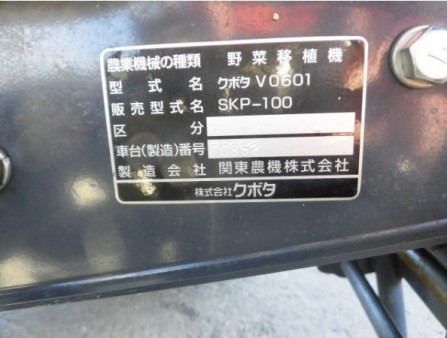 農業機械の種類 野菜移植機
型式名 クボタ V0601
販売型式名 SKP-100
区分
車台(製造)番号
製造会社 関東農機株式会社
株式会社クボタ